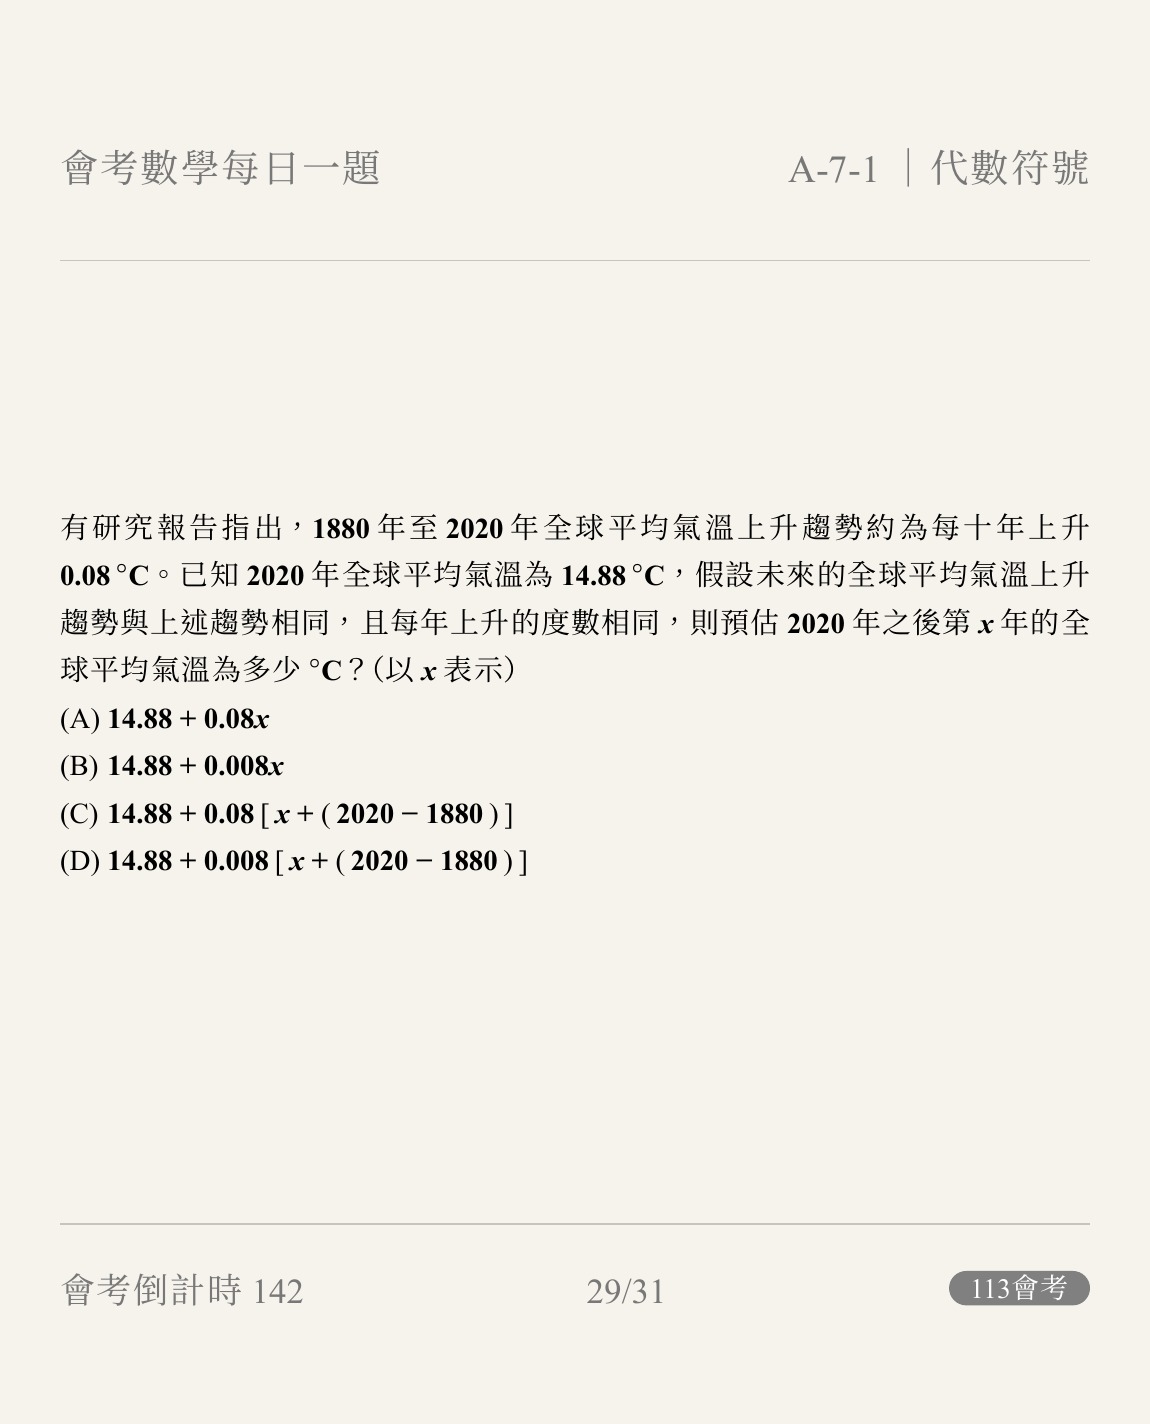 會考數學每日一題
A-7-1｜代數符號
有研究報告指出，1880 年至 2020 年全球平均氣溫上升趨勢約為每十年上升
0.08 °C。已知 2020 年全球平均氣溫為 14.88 °C，假設未來的全球平均氣溫上升
趨勢與上述趨勢相同，且每年上升的度數相同，則預估 2020 年之後第 x 年的全
球平均氣溫為多少 °C？(以 x 表示)
(A) 14.88 + 0.08x
(B) 14.88 + 0.008x
(C) 14.88 + 0.08 [ x + ( 2020 − 1880 ) ]
(D) 14.88 + 0.008 [ x + ( 2020 − 1880 ) ]
會考倒計時 142
29/31
113會考